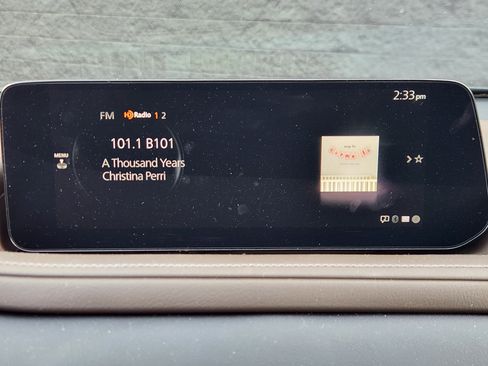 2:33pm
FM HD Radio 1 2
101.1 B101
MENU
A Thousand Years
Christina Perri